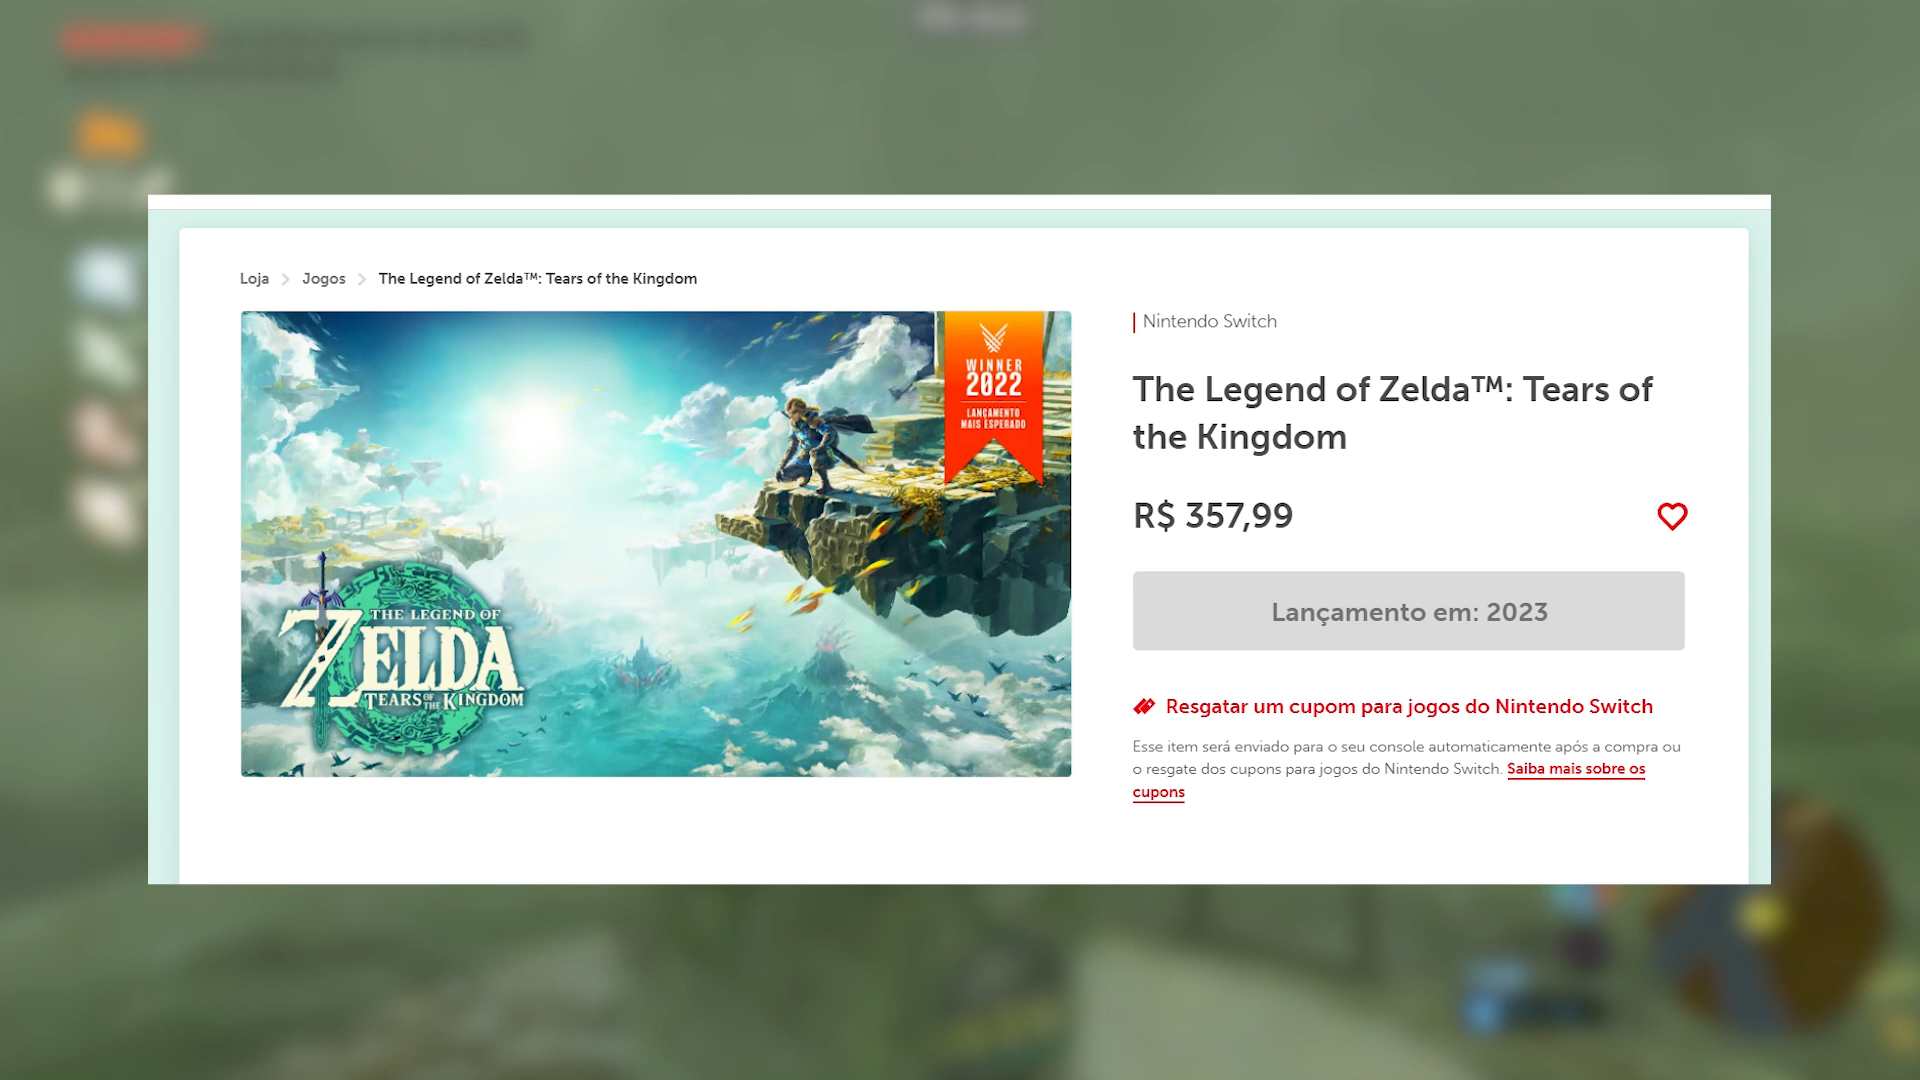 Loja > Jogos > The Legend of Zelda™: Tears of the Kingdom
WINNER
2022
LANÇAMENTO
MAIS ESPERADO
THE LEGEND OF
ZELDA
TEARS OF THE KINGDOM
Nintendo Switch
The Legend of Zelda™: Tears of
the Kingdom
R$ 357,99
Lançamento em: 2023
Resgatar um cupom para jogos do Nintendo Switch
Esse item será enviado para o seu console automaticamente após a compra ou
o resgate dos cupons para jogos do Nintendo Switch. Saiba mais sobre os
cupons